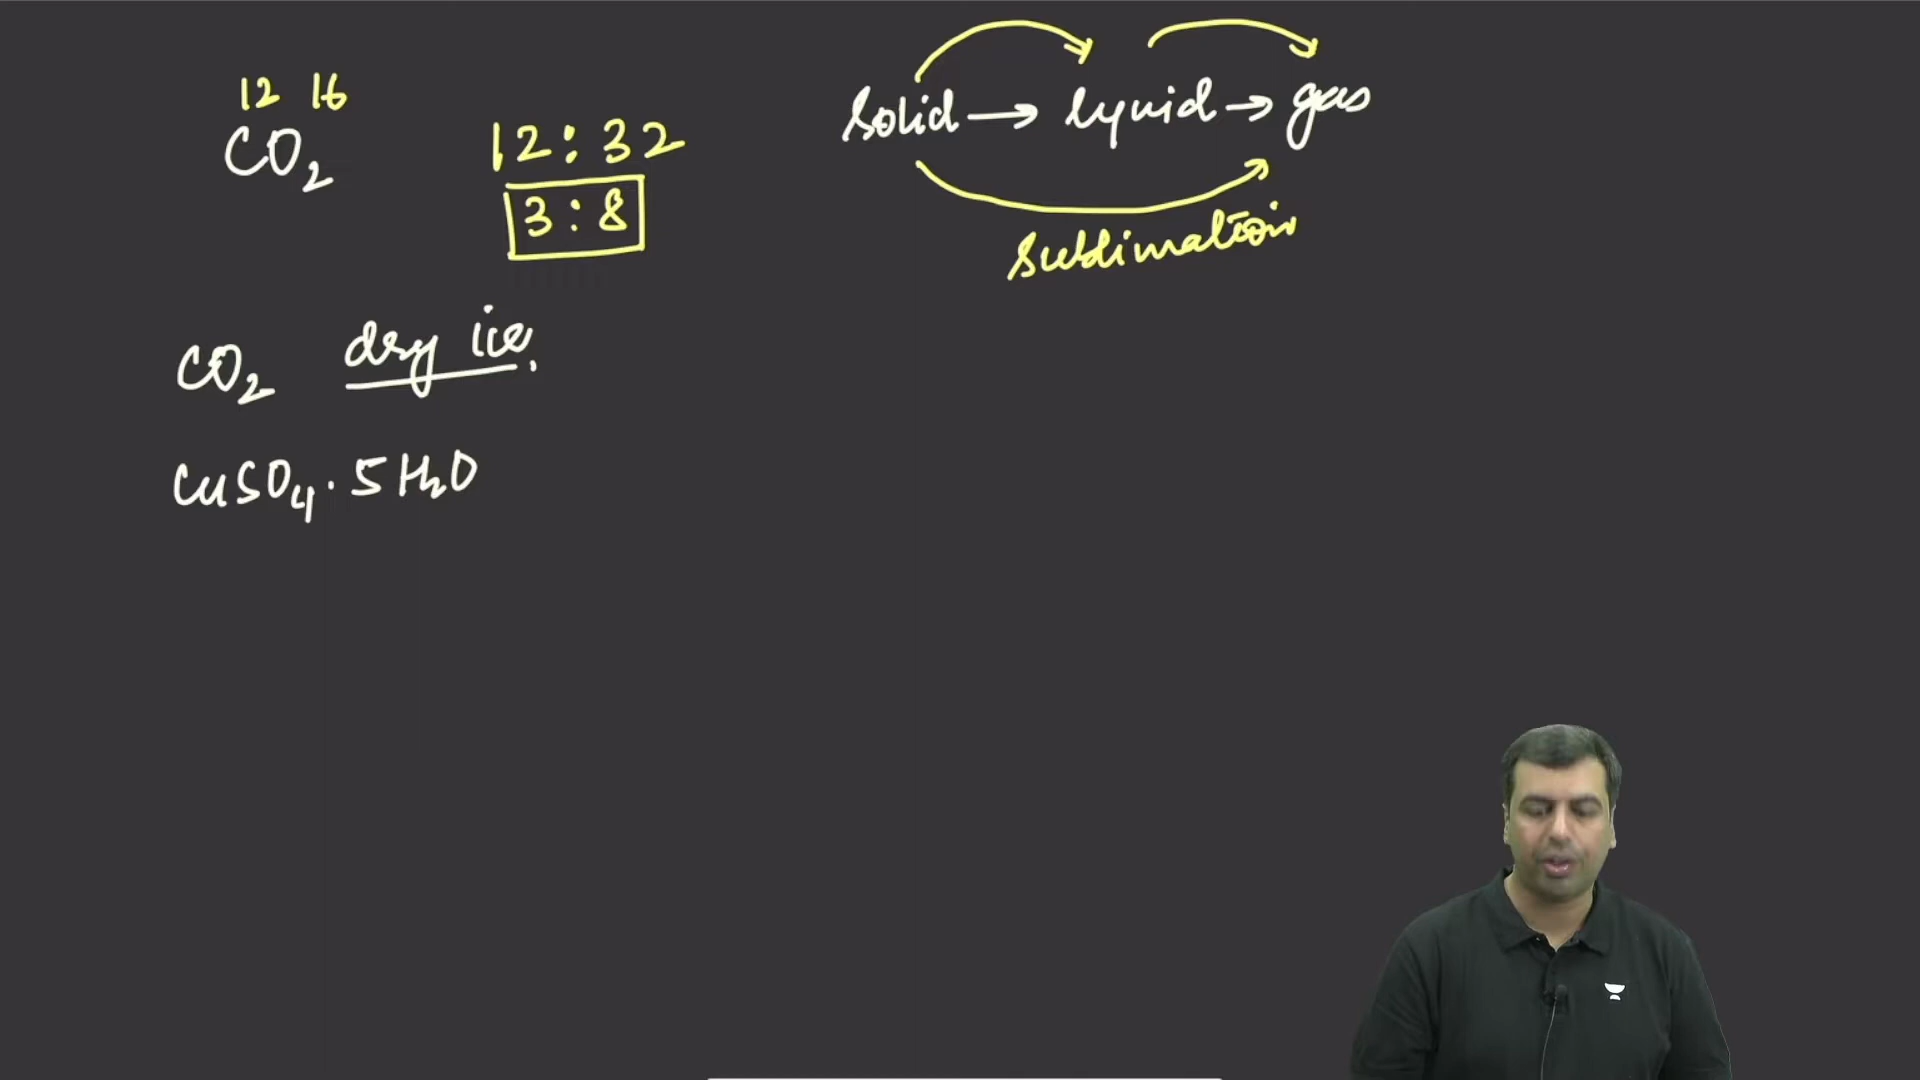 12 16
CO2
12 : 32
3 : 8
Solid → liquid → gas
Sublimation
CO2 dry ice
CuSO4 · 5H2O